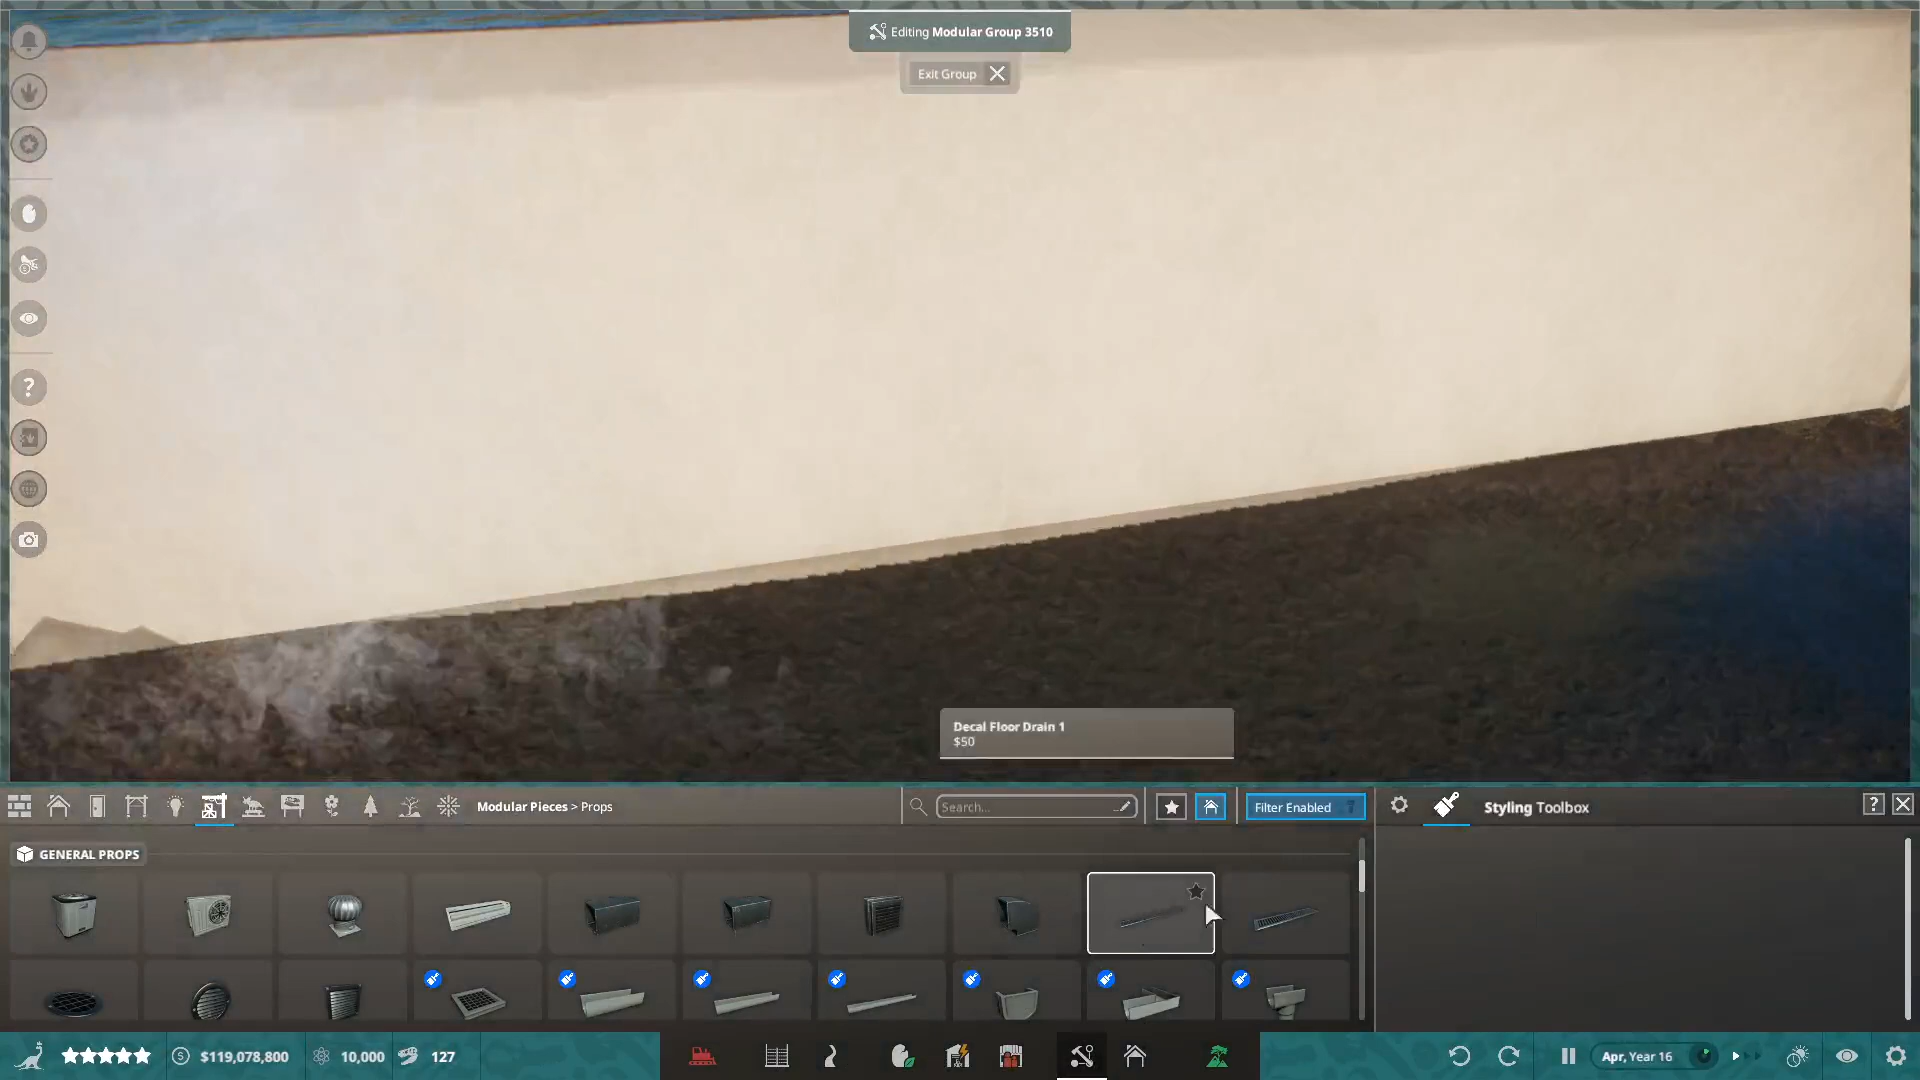 Editing Modular Group 3510
Exit Group
Decal Floor Drain 1
$50
Modular Pieces > Props
Search...
Filter Enabled
Styling Toolbox
?
GENERAL PROPS
$119,078,800
10,000
127
Apr, Year 16